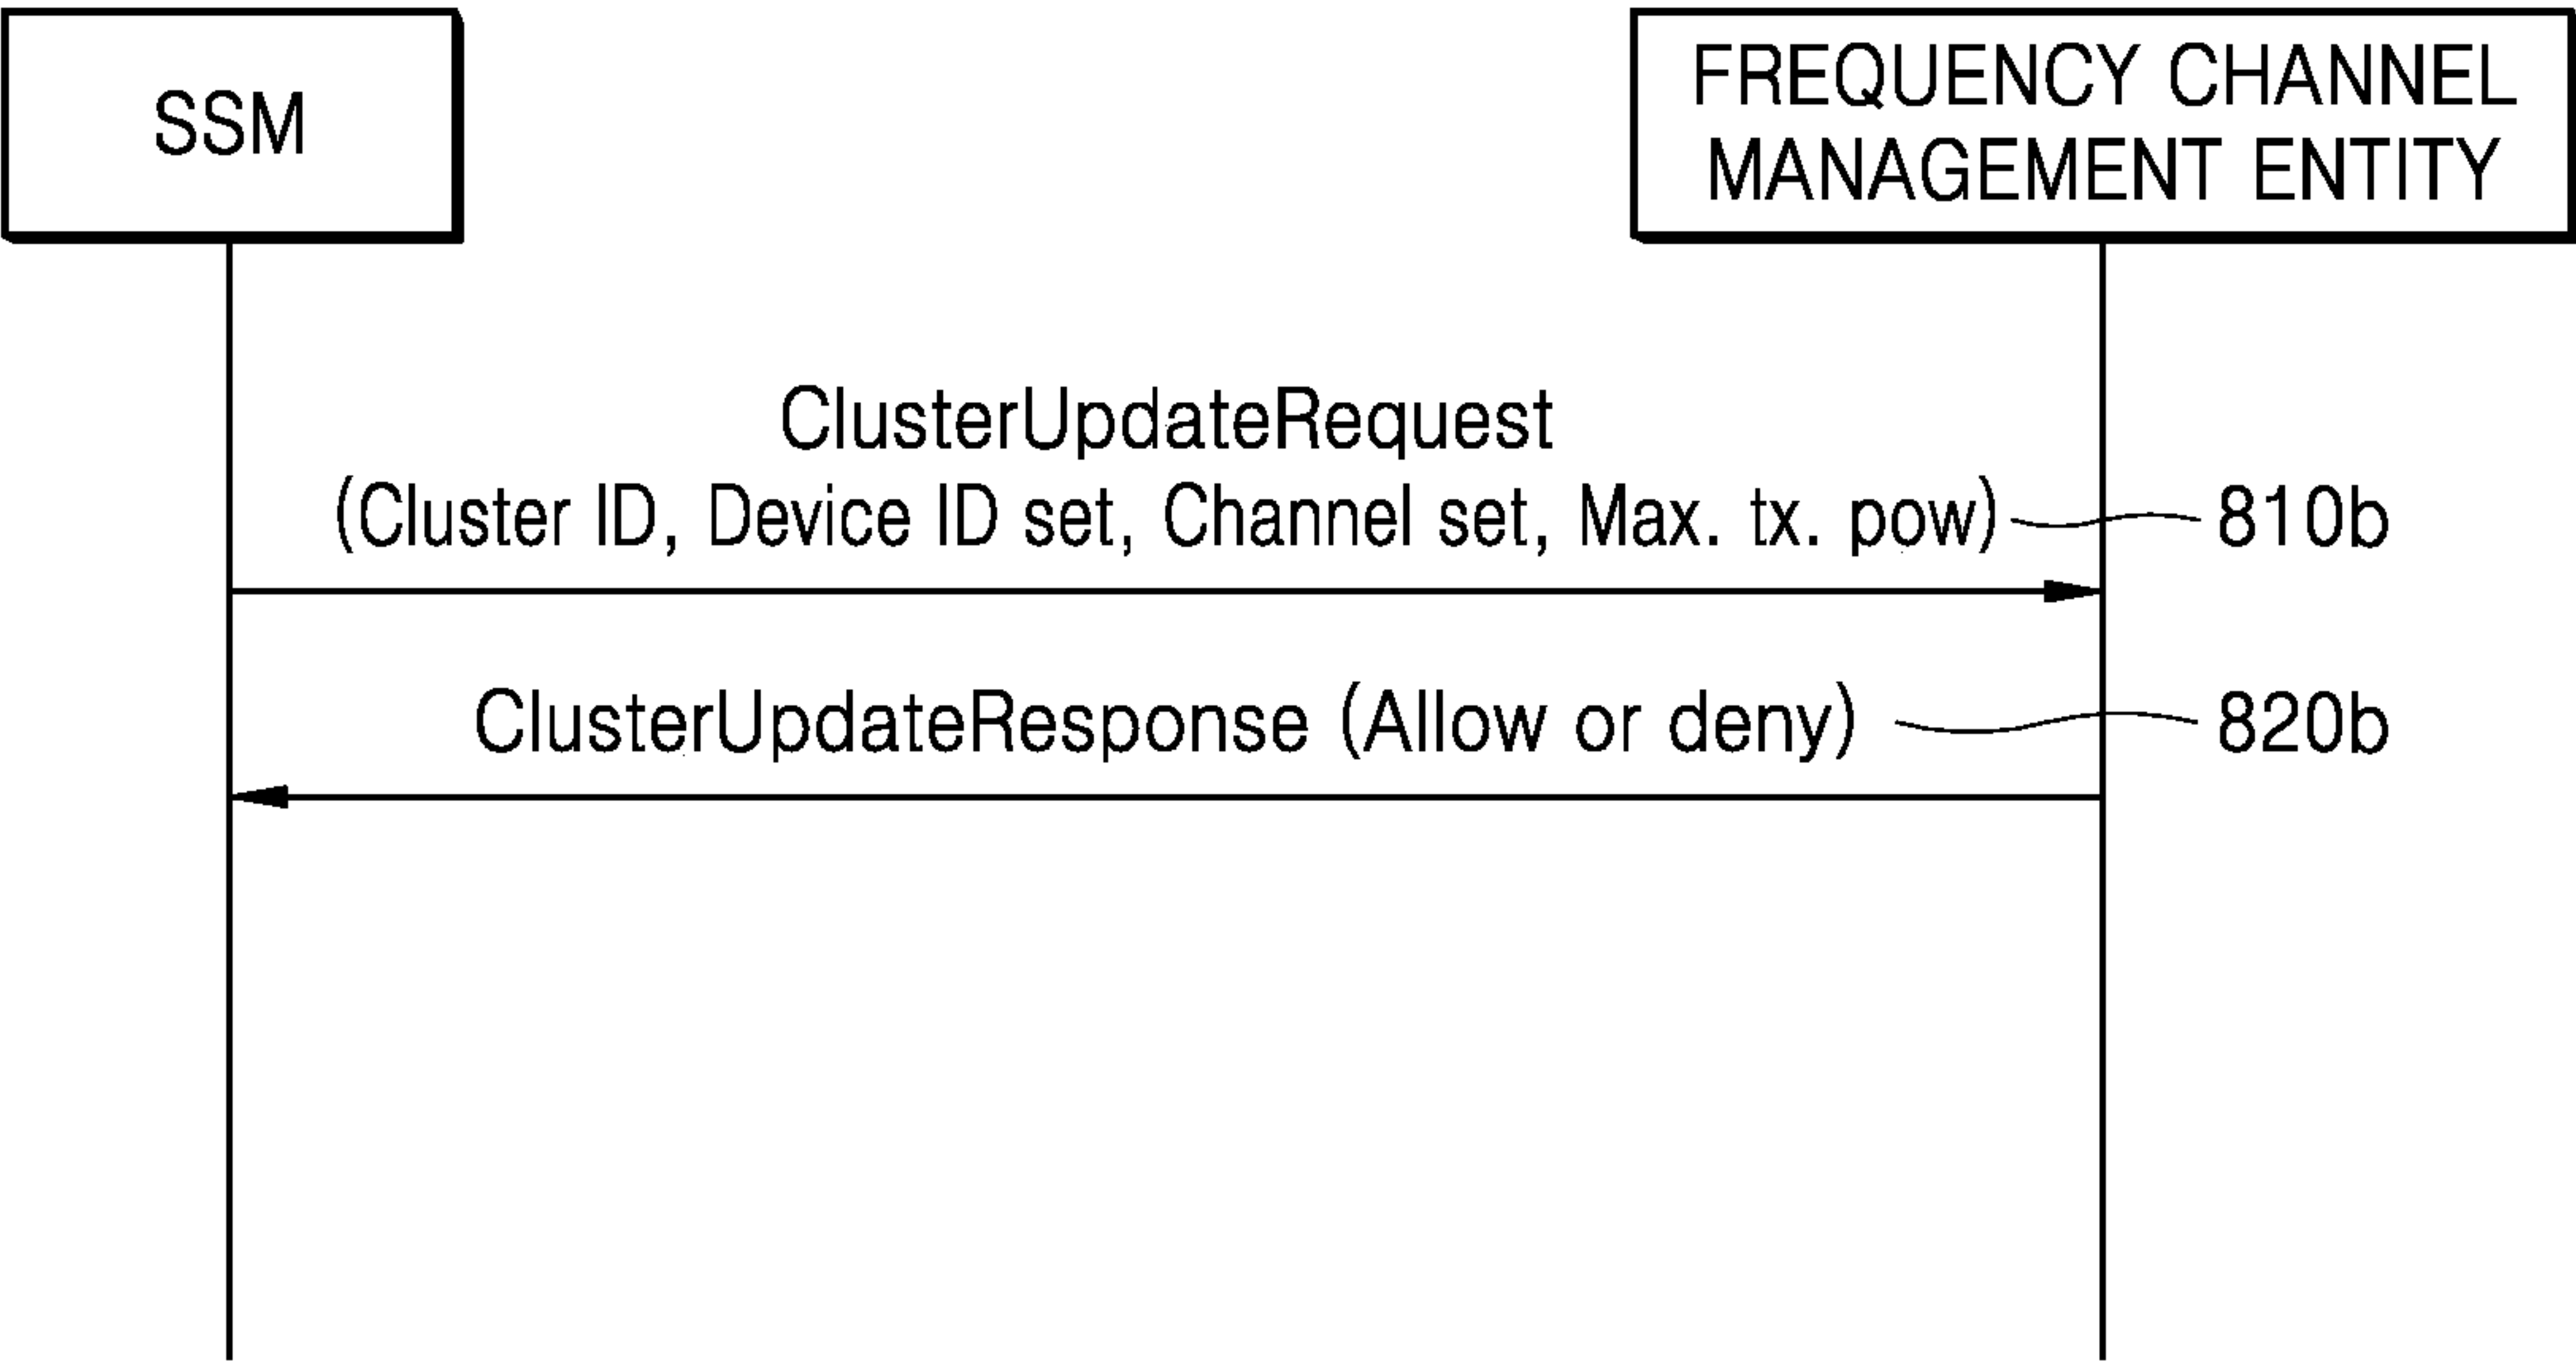 SSM
FREQUENCY CHANNEL
MANAGEMENT ENTITY
ClusterUpdateRequest
(Cluster ID, Device ID set, Channel set, Max. tx. pow)
810b
ClusterUpdateResponse (Allow or deny)
820b